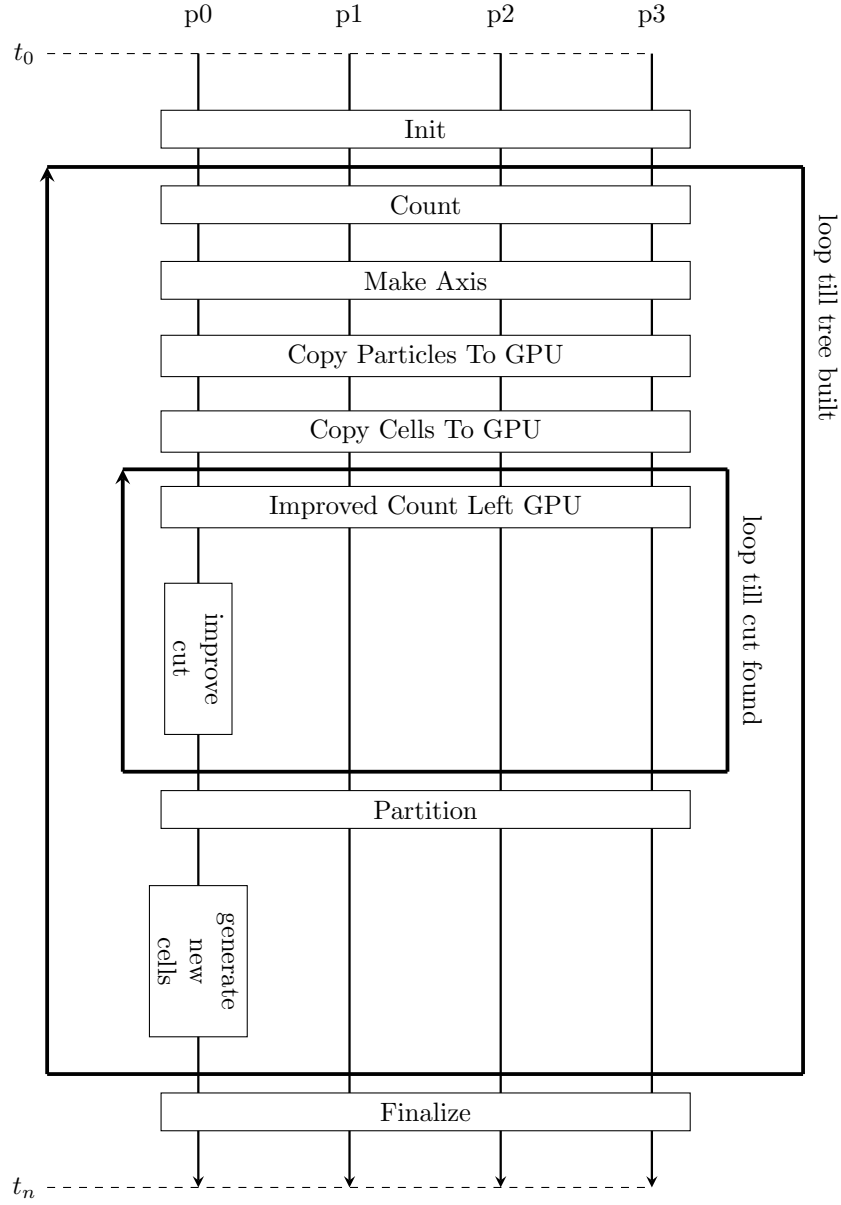 p0 p1 p2 p3
t0
Init
Count
loop till tree built
Make Axis
Copy Particles To GPU
Copy Cells To GPU
Improved Count Left GPU
loop till cut found
improve
cut
Partition
generate
new
cells
Finalize
tn